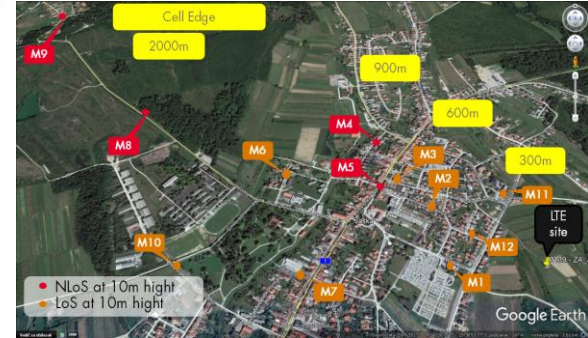 Cell Edge
2000m
M9
900m
600m
M8
M4
M6
M3
300m
M5
M2
M11
LTE
site
M10
M12
M1
M7
NLoS at 10m hight
LoS at 10m hight
Google Earth